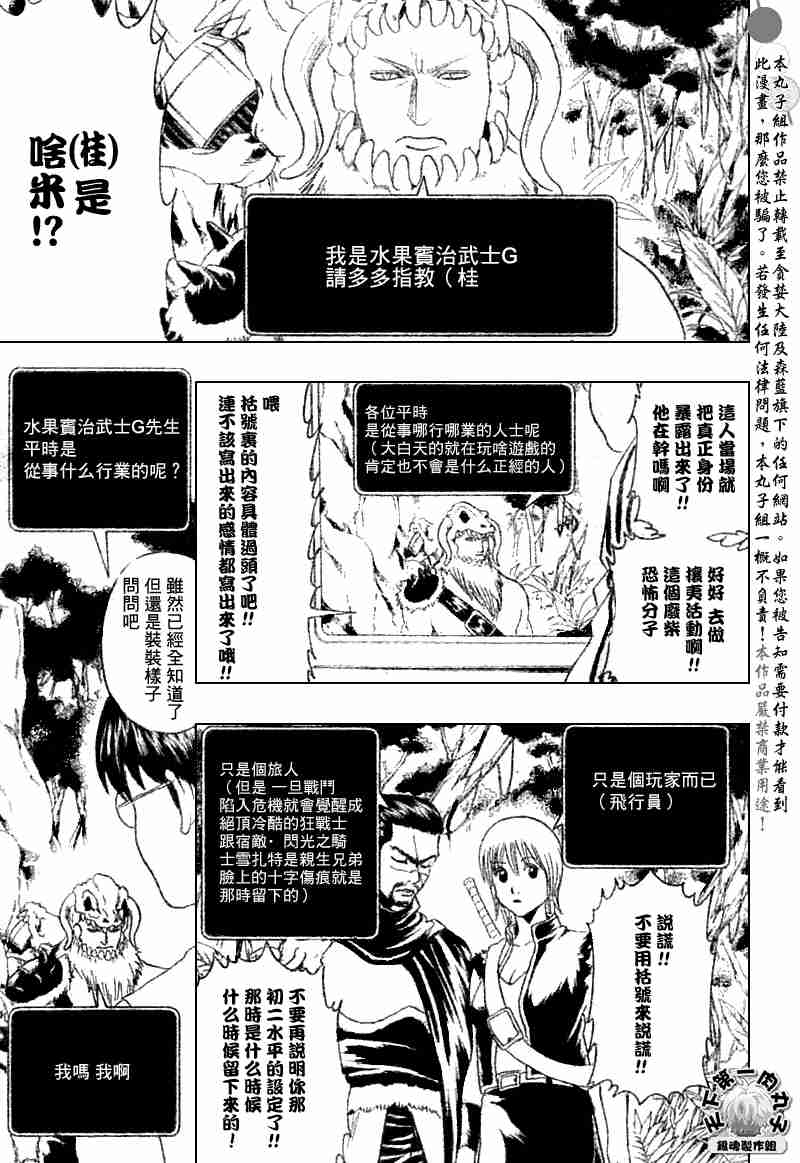 我是水果賓治武士G
請多多指教（桂
(桂)是
啥米!?
這人當場就
把真正身份
暴露出來了!!
他在幹嗎啊
好好 去做
攘夷活動啊!!
這個廢柴
恐怖分子
各位平時
是從事哪行哪業的人士呢
（大白天的就在玩啥遊戲的
肯定也不會是什么正經的人）
喂
括號裏的內容具體過頭了吧!!
連不該寫出來的感情都寫出來了哦!!
水果賓治武士G先生
平時是
從事什么行業的呢？
雖然已經全知道了
但還是裝裝樣子
問問吧
只是個玩家而已
（飛行員）
說謊!!
不要用括號來說謊!!
只是個旅人
（但是 一旦戰鬥
陷入危機就會覺醒成
絕頂冷酷的狂戰士
跟宿敵·閃光之騎
士雪扎特是親生兄弟
臉上的十字傷痕就是
那時留下的）
不要再說明你那
初二水平的設定了!!
那時是什么時候
什么時候留下來的!
我嗎 我啊
本丸子組作品禁止轉載至貪婪大陸及森藍旗下的任何網站。如果您被告知需要付款才能看到
此漫畫，那麼您被騙了。若發生任何法律問題，本丸子組一概不負責！本作品嚴禁商業用途！
天下第一肉丸子
銀魂製作組